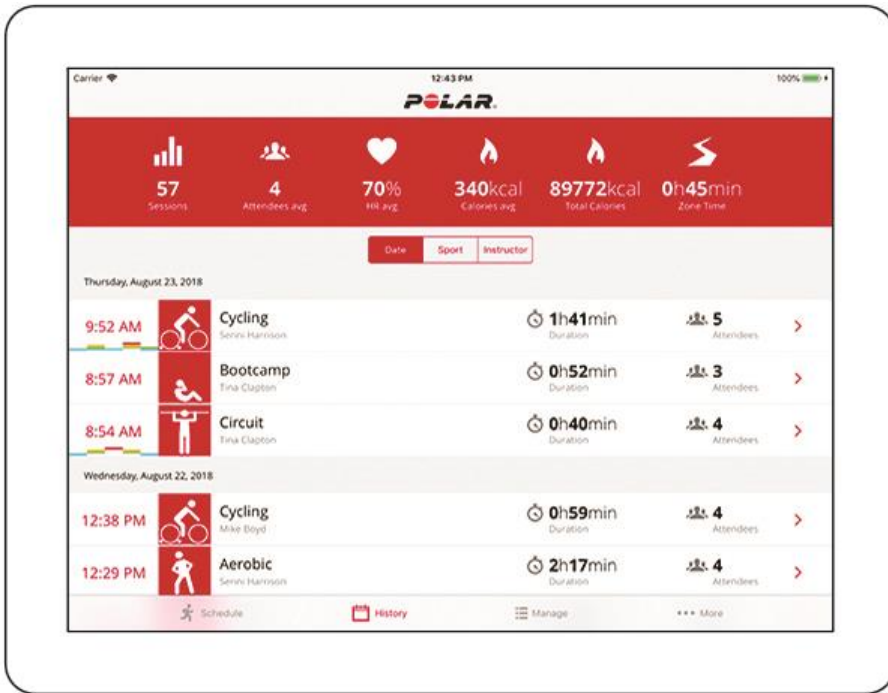 Carrier 12:43 PM 100%
POLAR
57 4 70% 340kcal 89772kcal 0h45min
Sessions Attendees avg HR avg Calories avg Total Calories Zone Time
Date Sport Instructor
Thursday, August 23, 2018
9:52 AM Cycling 1h41min 5
Senni Harrison Duration Attendees
8:57 AM Bootcamp 0h52min 3
Tina Clapton Duration Attendees
8:54 AM Circuit 0h40min 4
Tina Clapton Duration Attendees
Wednesday, August 22, 2018
12:38 PM Cycling 0h59min 4
Mike Boyd Duration Attendees
12:29 PM Aerobic 2h17min 4
Senni Harrison Duration Attendees
Schedule History Manage More